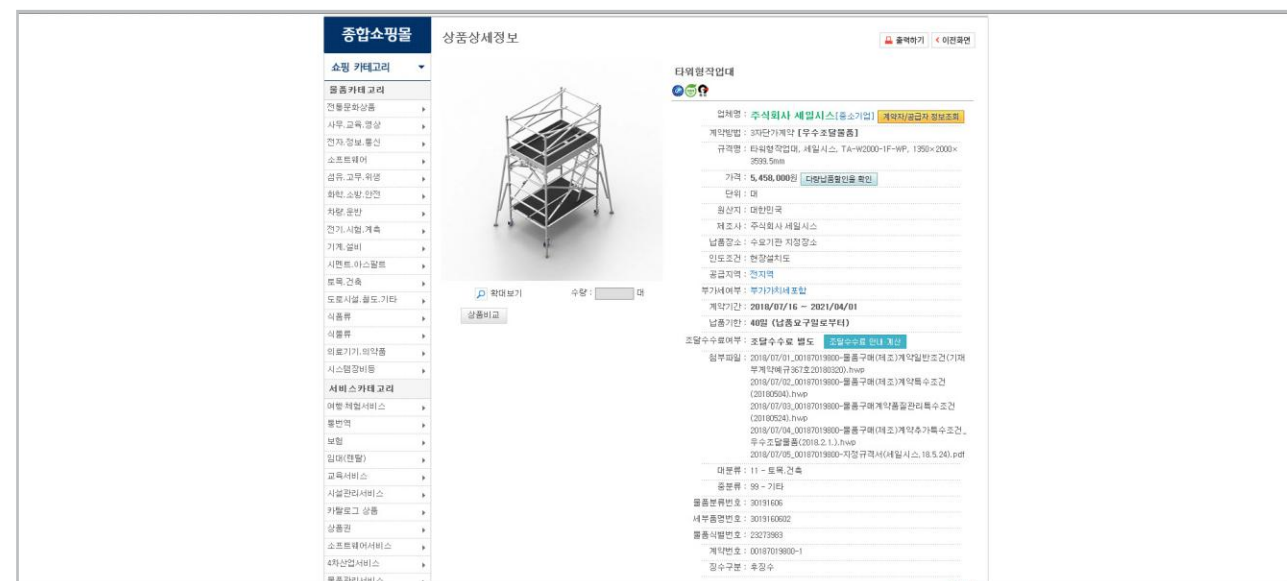 종합쇼핑몰
쇼핑 카테고리
물품카테고리
전통문화상품
사무.교육.영상
전자.정보.통신
소프트웨어
섬유.고무.위생
화학.소방.안전
차량.운반
전기.시험.계측
기계.설비
시멘트.아스팔트
토목.건축
도로시설.철도.기타
식품류
식물류
의료기기.의약품
시스템장비등
서비스카테고리
여행·체험서비스
통번역
보험
임대(렌탈)
교육서비스
시설관리서비스
카탈로그 상품
상품권
소프트웨어서비스
4차산업서비스
물품관리서비스
상품상세정보
출력하기
이전화면
확대보기
수량 : 대
상품비교
타워형작업대
업체명 : 주식회사 세일시스[중소기업] 계약자/공급자 정보조회
계약방법 : 3자단가계약 [우수조달물품]
규격명 : 타워형작업대, 세일시스, TA-W2000-1F-WP, 1350×2000×
3599.5mm
가격 : 5,458,000원 다량납품할인율 확인
단위 : 대
원산지 : 대한민국
제조사 : 주식회사 세일시스
납품장소 : 수요기관 지정장소
인도조건 : 현장설치도
공급지역 : 전지역
부가세여부 : 부가가치세포함
계약기간 : 2018/07/16 ~ 2021/04/01
납품기한 : 40일 (납품요구일로부터)
조달수수료여부 : 조달수수료 별도 조달수수료 안내 계산
첨부파일 : 2018/07/01_00187019800-물품구매(제조)계약일반조건(기재
부계약예규367호20180320).hwp
2018/07/02_00187019800-물품구매(제조)계약특수조건
(20180504).hwp
2018/07/03_00187019800-물품구매계약품질관리특수조건
(20180524).hwp
2018/07/04_00187019800-물품구매(제조)계약추가특수조건_
우수조달물품(2018.2.1.).hwp
2018/07/05_00187019800-지정규격서(세일시스,18.5.24).pdf
대분류 : 11 - 토목.건축
중분류 : 99 - 기타
물품분류번호 : 30191606
세부품명번호 : 3019160602
물품식별번호 : 23273983
계약번호 : 00187019800-1
징수구분 : 후징수